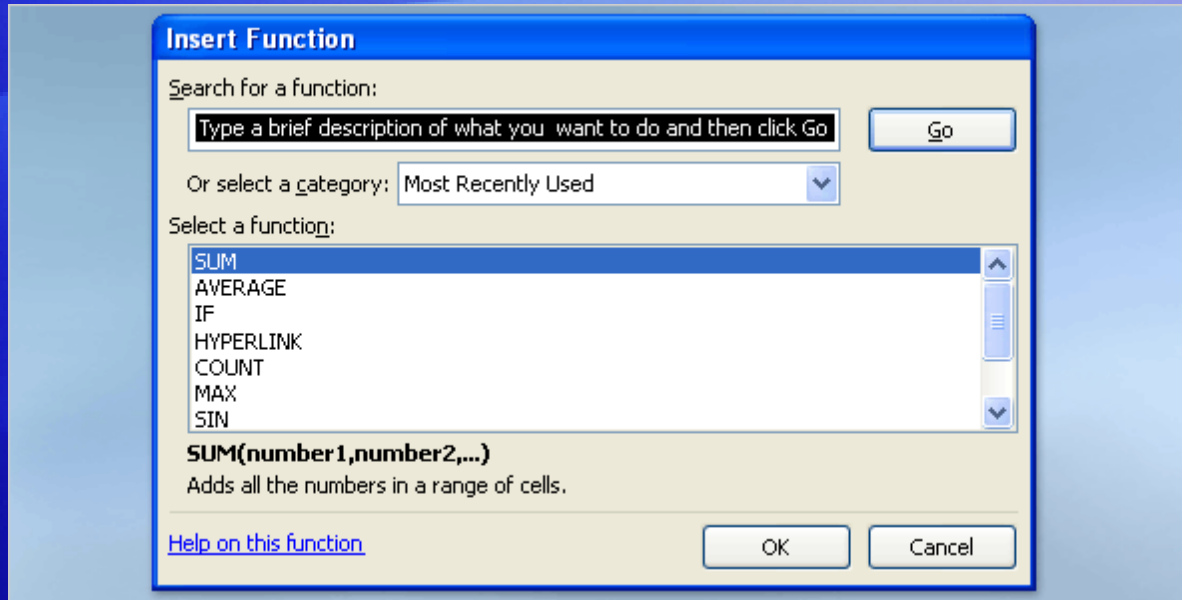 Insert Function
Search for a function:
Type a brief description of what you want to do and then click Go
Go
Or select a category: Most Recently Used
Select a function:
SUM
AVERAGE
IF
HYPERLINK
COUNT
MAX
SIN
SUM(number1,number2,...)
Adds all the numbers in a range of cells.
Help on this function
OK
Cancel